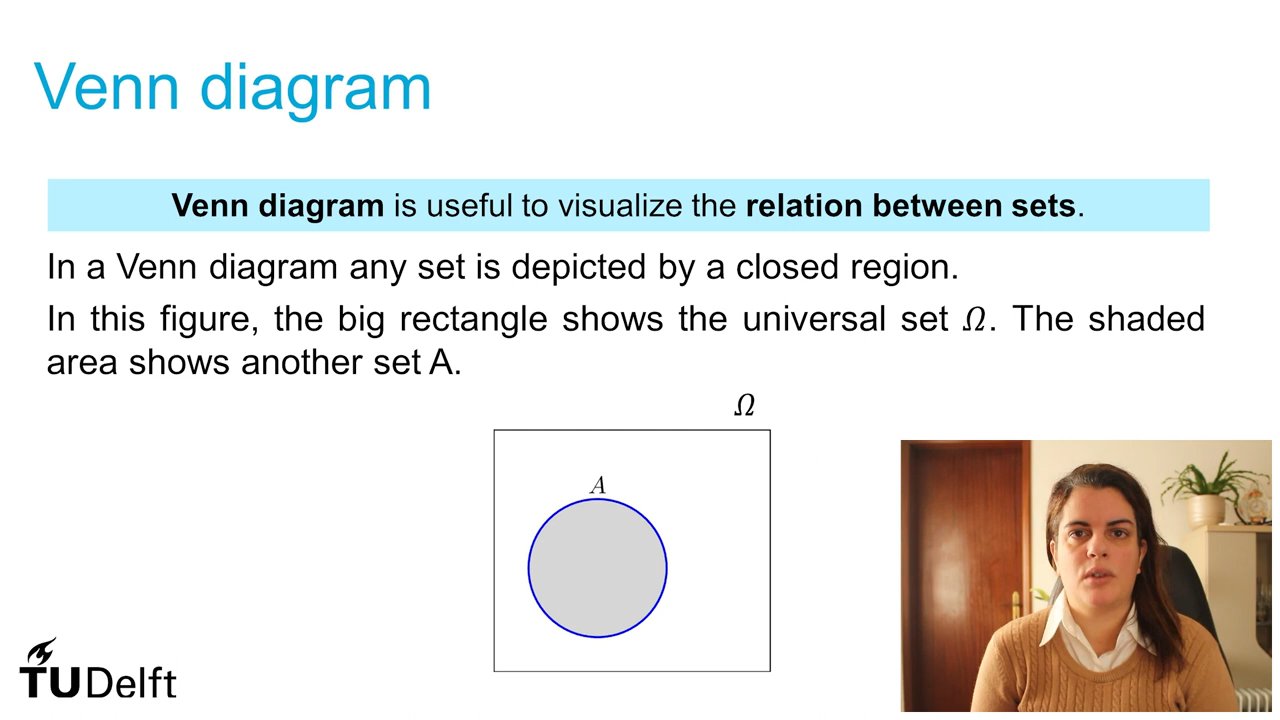 Venn diagram
Venn diagram is useful to visualize the relation between sets.
In a Venn diagram any set is depicted by a closed region.
In this figure, the big rectangle shows the universal set Ω. The shaded
area shows another set A.
Ω
A
TUDelft